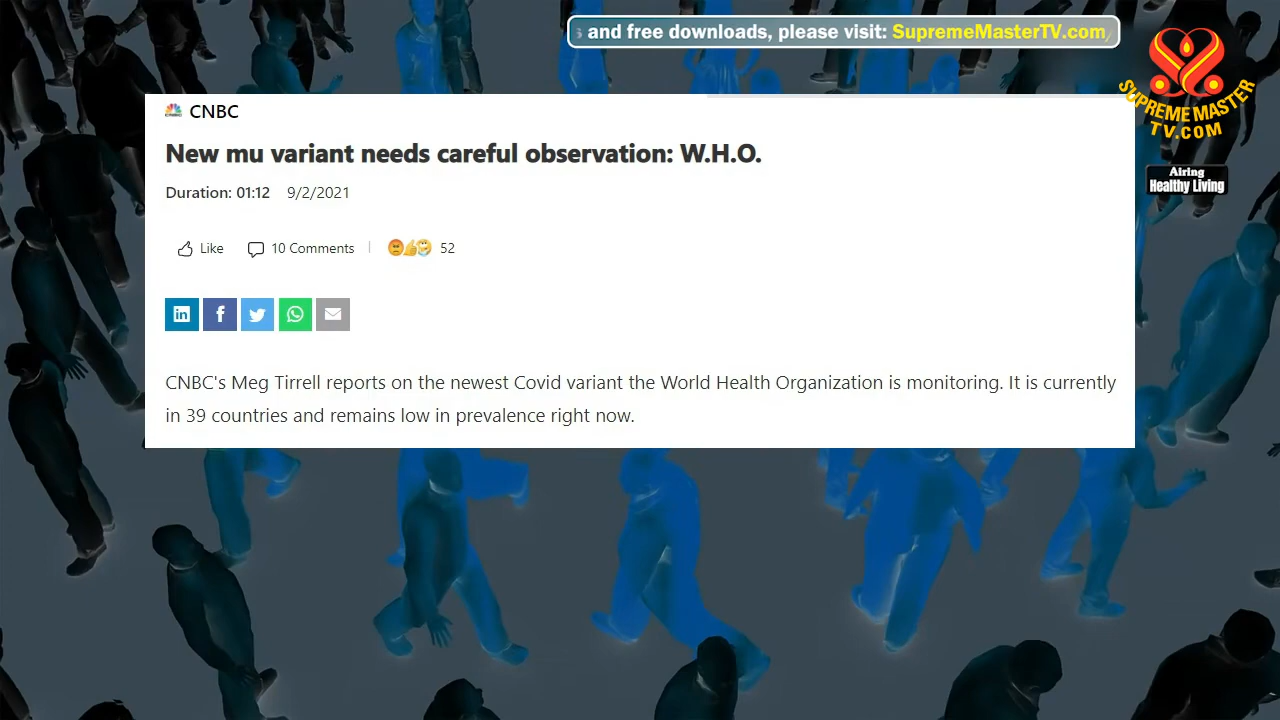 s and free downloads, please visit: SupremeMasterTV.com/
SUPREME MASTER
TV.COM
Airing
Healthy Living
CNBC
New mu variant needs careful observation: W.H.O.
Duration: 01:12 9/2/2021
Like 10 Comments 52
CNBC's Meg Tirrell reports on the newest Covid variant the World Health Organization is monitoring. It is currently
in 39 countries and remains low in prevalence right now.